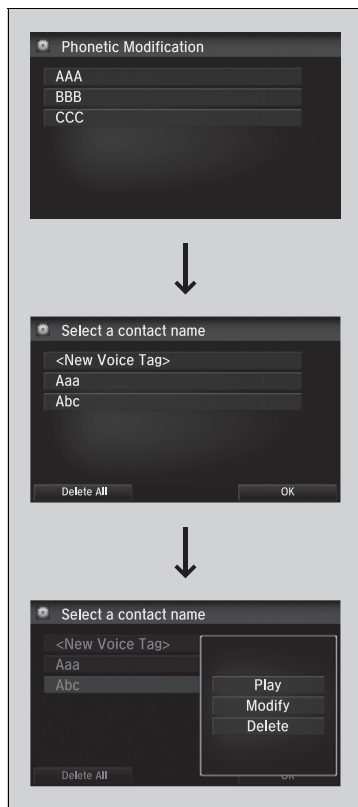 Phonetic Modification
AAA
BBB
CCC
Select a contact name
<New Voice Tag>
Aaa
Abc
Delete All OK
Select a contact name
<New Voice Tag>
Aaa
Abc
Play
Modify
Delete
Delete All OK